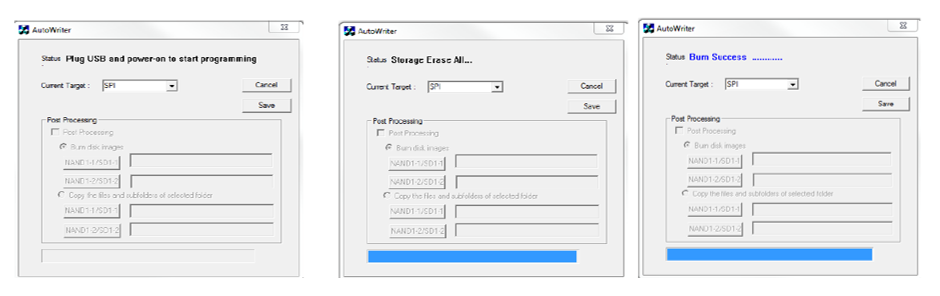 AutoWriter
Status Plug USB and power-on to start programming
Current Target : SPI
Cancel
Save
Post Processing
Post Processing
Burn disk images
NAND1-1/SD1-1
NAND1-2/SD1-2
Copy the files and subfolders of selected folder
NAND1-1/SD1-1
NAND1-2/SD1-2
AutoWriter
Status Storage Erase All...
Current Target : SPI
Cancel
Save
Post Processing
Post Processing
Burn disk images
NAND1-1/SD1-1
NAND1-2/SD1-2
Copy the files and subfolders of selected folder
NAND1-1/SD1-1
NAND1-2/SD1-2
AutoWriter
Status Burn Success ............
Current Target : SPI
Cancel
Save
Post Processing
Post Processing
Burn disk images
NAND1-1/SD1-1
NAND1-2/SD1-2
Copy the files and subfolders of selected folder
NAND1-1/SD1-1
NAND1-2/SD1-2